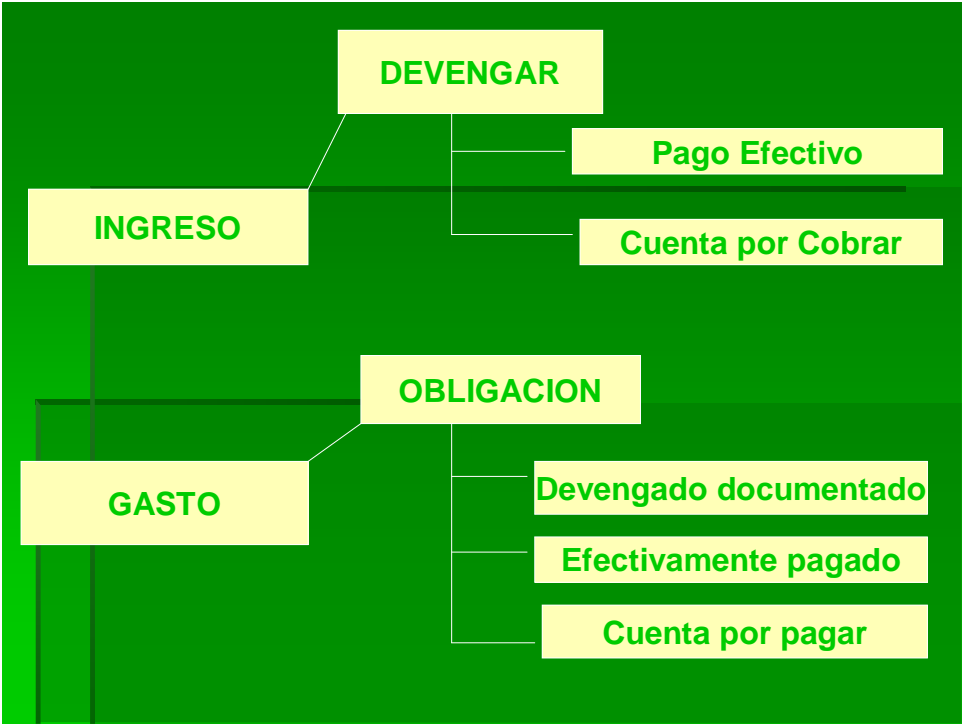 DEVENGAR
Pago Efectivo
INGRESO
Cuenta por Cobrar
OBLIGACION
GASTO
Devengado documentado
Efectivamente pagado
Cuenta por pagar